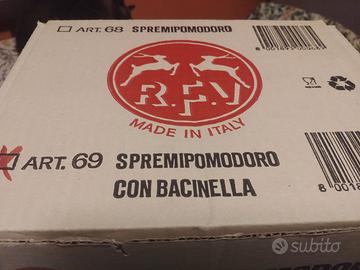 ART. 68 SPREMIPOMODORO
R.F.V
MADE IN ITALY
ART. 69 SPREMIPOMODORO
CON BACINELLA
subito